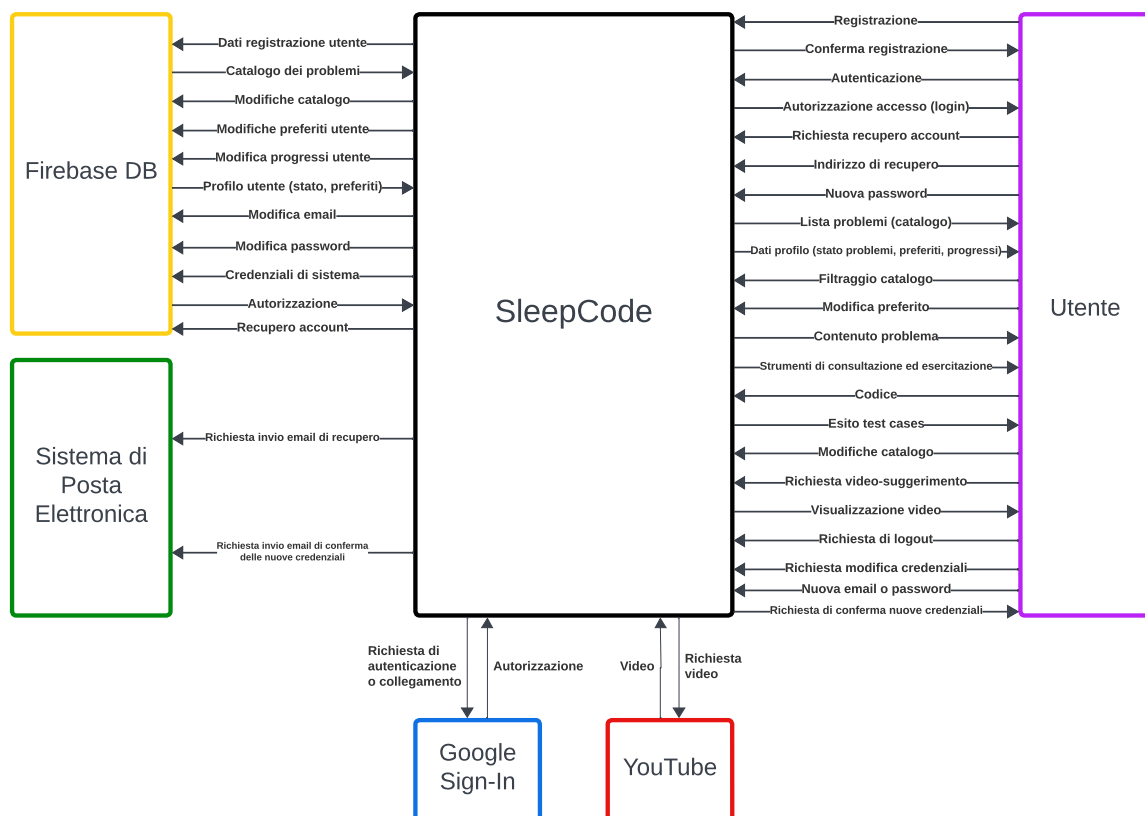 Firebase DB
Dati registrazione utente
Catalogo dei problemi
Modifiche catalogo
Modifiche preferiti utente
Modifica progressi utente
Profilo utente (stato, preferiti)
Modifica email
Modifica password
Credenziali di sistema
Autorizzazione
Recupero account
Sistema di
Posta
Elettronica
Richiesta invio email di recupero
Richiesta invio email di conferma
delle nuove credenziali
SleepCode
Registrazione
Conferma registrazione
Autenticazione
Autorizzazione accesso (login)
Richiesta recupero account
Indirizzo di recupero
Nuova password
Lista problemi (catalogo)
Dati profilo (stato problemi, preferiti, progressi)
Filtraggio catalogo
Modifica preferito
Contenuto problema
Strumenti di consultazione ed esercitazione
Codice
Esito test cases
Modifiche catalogo
Richiesta video-suggerimento
Visualizzazione video
Richiesta di logout
Richiesta modifica credenziali
Nuova email o password
Richiesta di conferma nuove credenziali
Utente
Richiesta di
autenticazione
o collegamento
Autorizzazione
Video
Richiesta
video
Google
Sign-In
YouTube